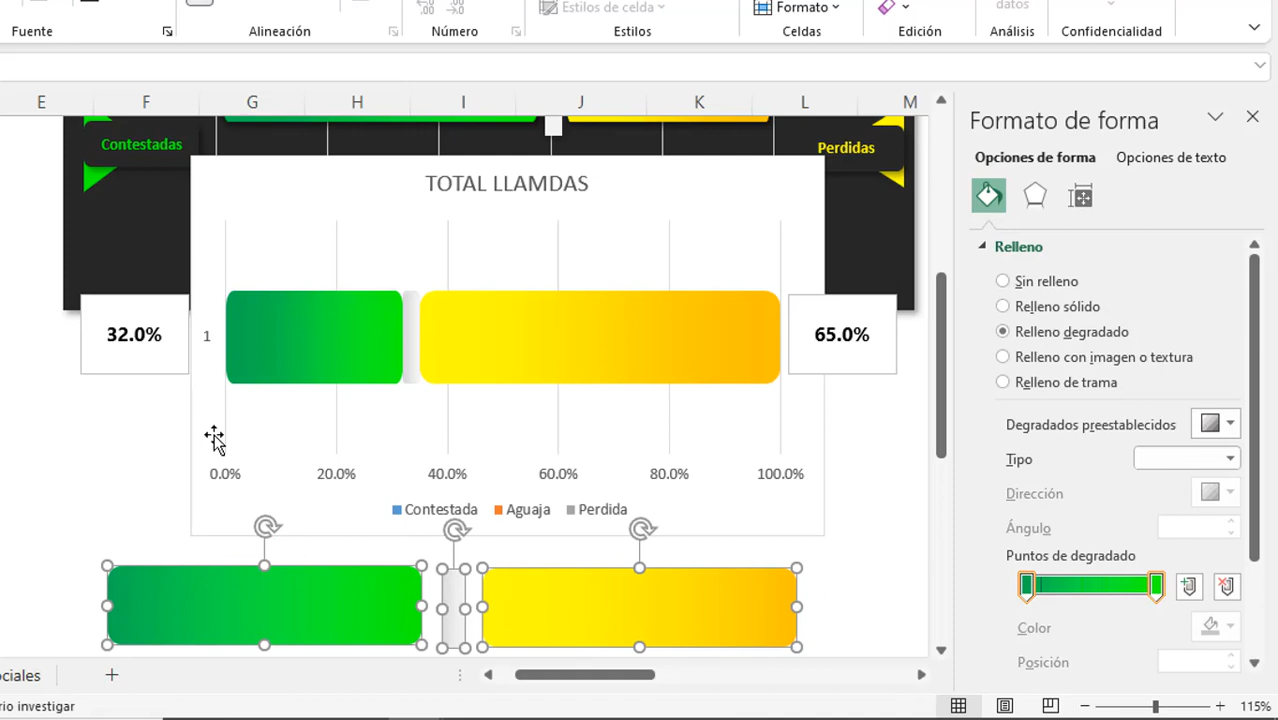 Estilos de celda
Formato
datos
Fuente
Alineación
Número
Estilos
Celdas
Edición
Análisis
Confidencialidad
E F G H I J K L M
Contestadas
Perdidas
TOTAL LLAMDAS
32.0%
1
65.0%
0.0% 20.0% 40.0% 60.0% 80.0% 100.0%
Contestada Aguaja Perdida
Formato de forma
Opciones de forma Opciones de texto
Relleno
Sin relleno
Relleno sólido
Relleno degradado
Relleno con imagen o textura
Relleno de trama
Degradados preestablecidos
Tipo
Dirección
Ángulo
Puntos de degradado
Color
Posición
ociales
rio investigar
115%